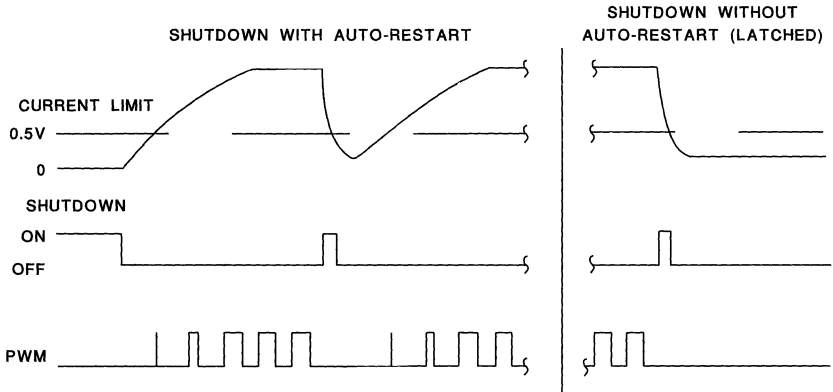 SHUTDOWN WITH AUTO-RESTART
SHUTDOWN WITHOUT
AUTO-RESTART (LATCHED)
CURRENT LIMIT
0.5V
0
SHUTDOWN
ON
OFF
PWM